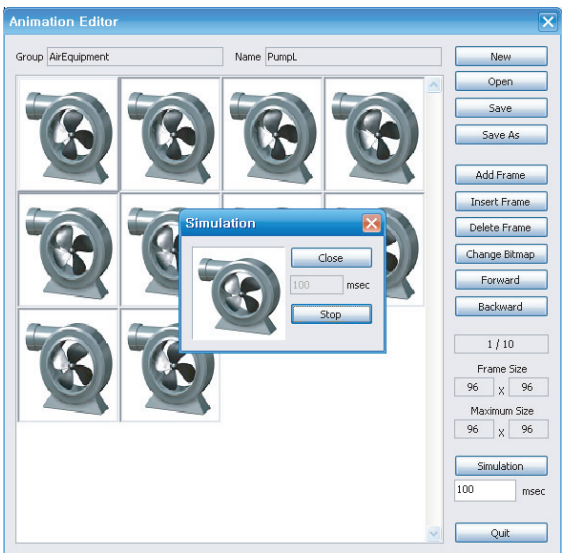 Animation Editor
Group AirEquipment Name PumpL
New
Open
Save
Save As
Add Frame
Insert Frame
Delete Frame
Change Bitmap
Forward
Backward
1 / 10
Frame Size
96 x 96
Maximum Size
96 x 96
Simulation
100 msec
Quit
Simulation
Close
100 msec
Stop